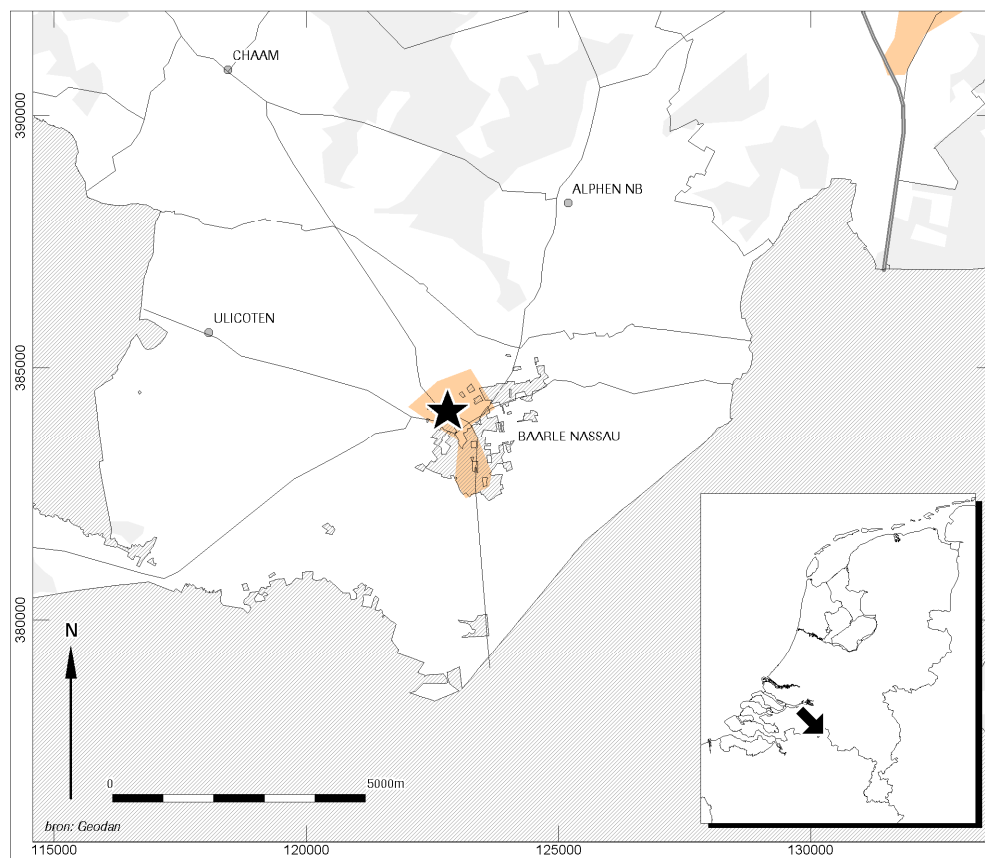 CHAAM
390000
ALPHEN NB
ULICOTEN
385000
BAARLE NASSAU
380000
N
0 5000m
bron: Geodan
115000 120000 125000 130000